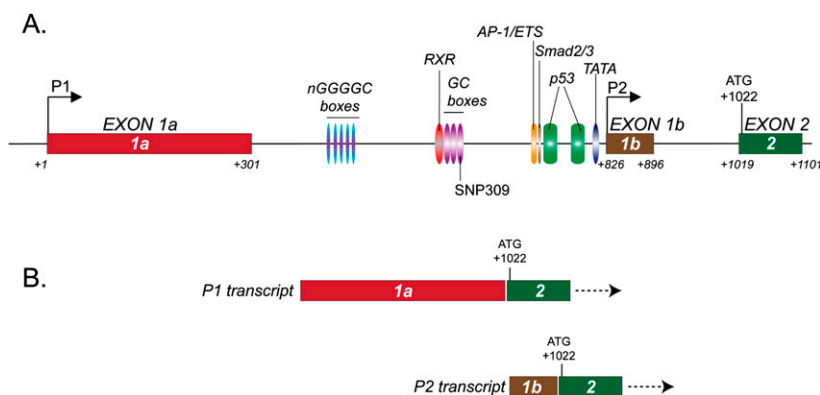 A.
AP-1/ETS
Smad2/3
RXR
p53
TATA
P1
nGGGGC
boxes
GC
boxes
P2
ATG
+1022
EXON 1a
EXON 1b
EXON 2
1a
1b
2
+1
+301
SNP309
+826
+896
+1019
+1101
B.
ATG
+1022
P1 transcript
1a
2
ATG
+1022
P2 transcript
1b
2